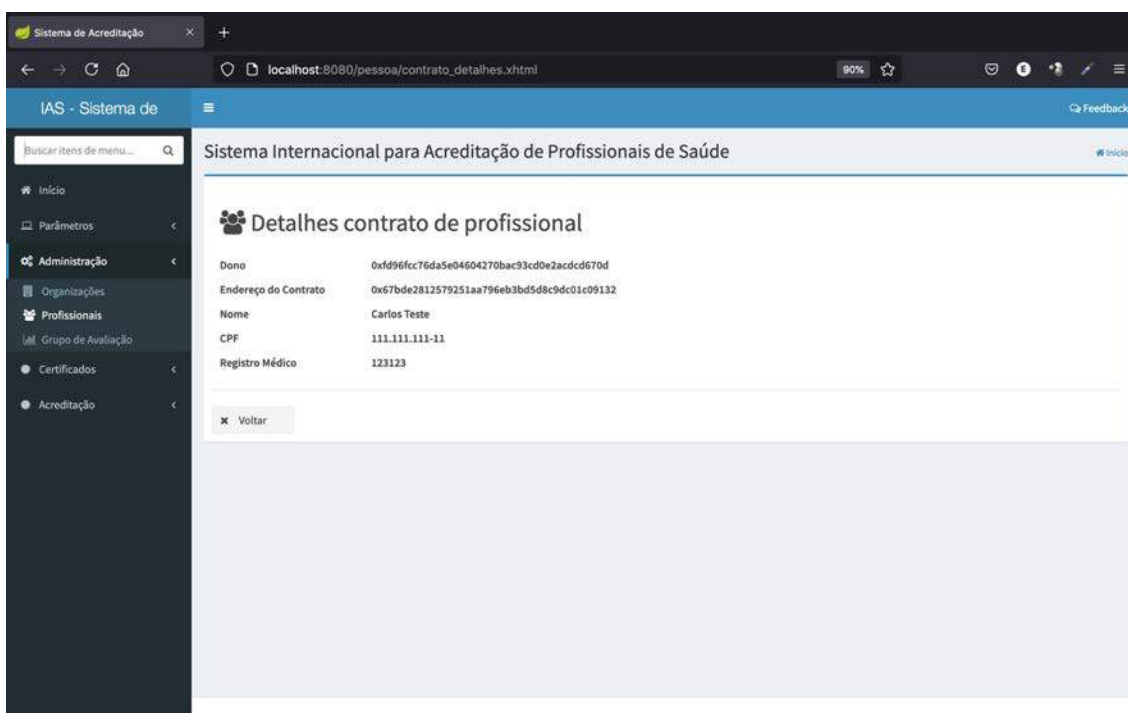 Sistema de Acreditação
localhost:8080/pessoa/contrato_detalhes.xhtml
90%
IAS - Sistema de
Feedback
Buscar itens de menu...
Sistema Internacional para Acreditação de Profissionais de Saúde
Início
Início
Parâmetros
Administração
Organizações
Profissionais
Grupo de Avaliação
Certificados
Acreditação
Detalhes contrato de profissional
Dono 0xfd96fcc76da5e04604270bac93cd0e2acdcd670d
Endereço do Contrato 0x67bde2812579251aa796eb3bd5d8c9dc01c09132
Nome Carlos Teste
CPF 111.111.111-11
Registro Médico 123123
Voltar